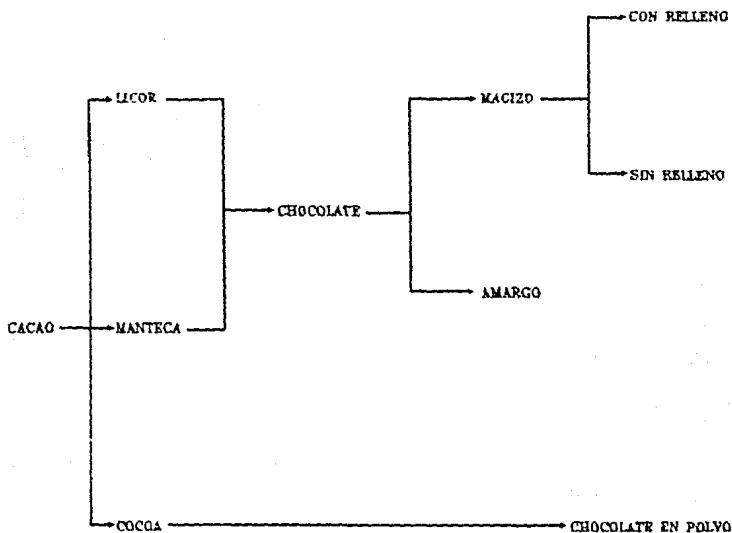 CON RELLENO
LICOR
MACIZO
SIN RELLENO
CHOCOLATE
AMARGO
CACAO
MANTECA
COCOA
CHOCOLATE EN POLVO